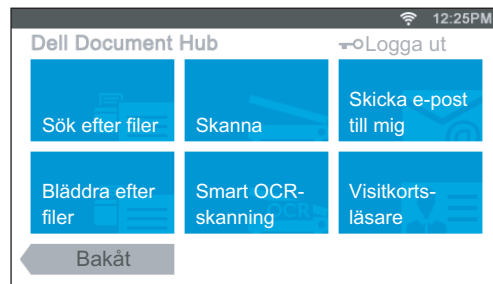 12:25PM
Dell Document Hub
Logga ut
Sök efter filer
Skanna
Skicka e-post
till mig
Bläddra efter
filer
Smart OCR-
skanning
Visitkorts-
läsare
Bakåt